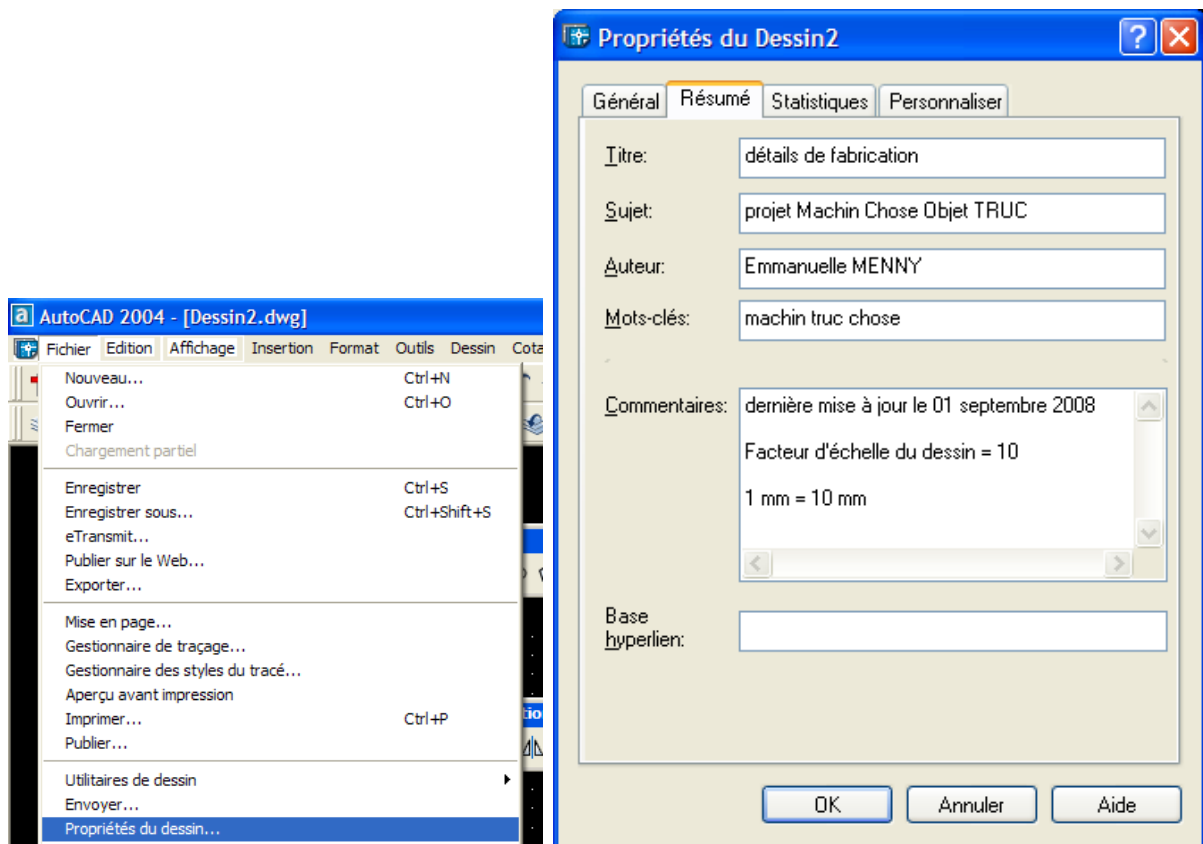 AutoCAD 2004 - [Dessin2.dwg]
Fichier Edition Affichage Insertion Format Outils Dessin Cota
Nouveau... Ctrl+N
Ouvrir... Ctrl+O
Fermer
Chargement partiel
Enregistrer Ctrl+S
Enregistrer sous... Ctrl+Shift+S
eTransmit...
Publier sur le Web...
Exporter...
Mise en page...
Gestionnaire de traçage...
Gestionnaire des styles du tracé...
Aperçu avant impression
Imprimer... Ctrl+P
Publier...
Utilitaires de dessin
Envoyer...
Propriétés du dessin...
Propriétés du Dessin2
Général Résumé Statistiques Personnaliser
Titre: détails de fabrication
Sujet: projet Machin Chose Objet TRUC
Auteur: Emmanuelle MENNY
Mots-clés: machin truc chose
Commentaires: dernière mise à jour le 01 septembre 2008
Facteur d'échelle du dessin = 10
1 mm = 10 mm
Base
hyperlien:
OK Annuler Aide